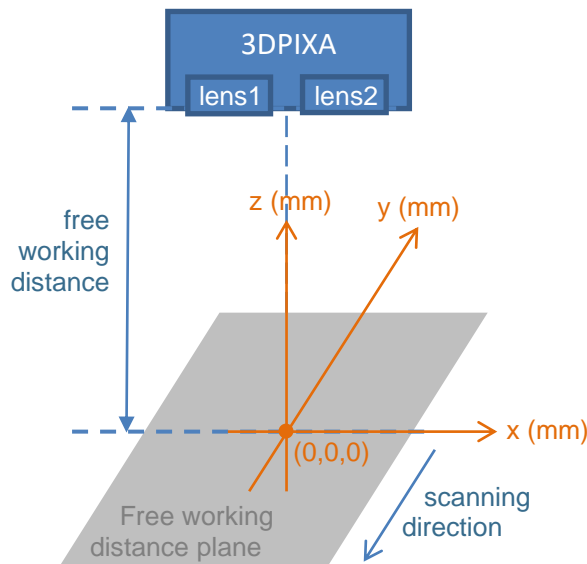 3DPIXA
lens1
lens2
z (mm)
y (mm)
free
working
distance
x (mm)
(0,0,0)
scanning
direction
Free working
distance plane